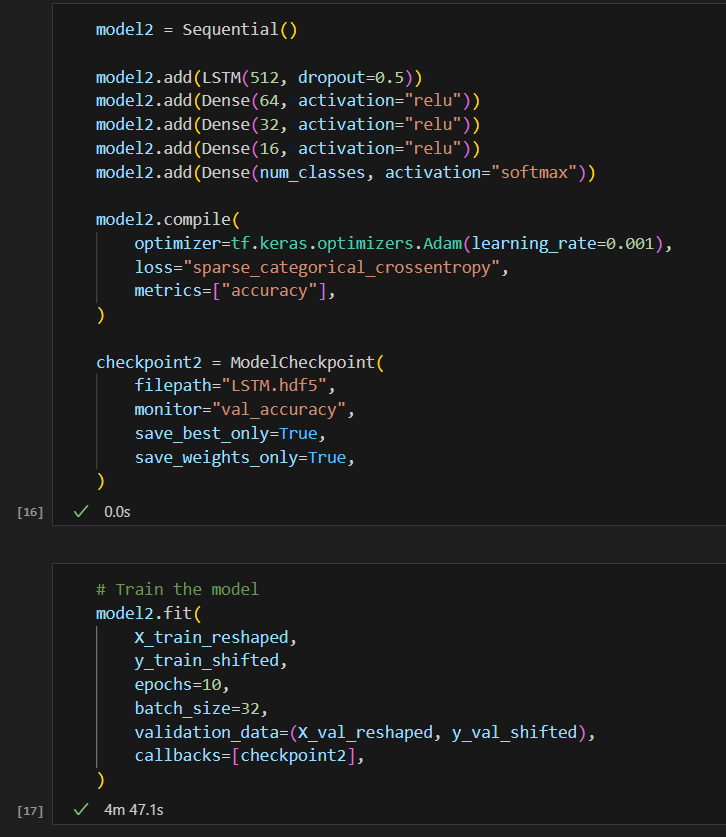 model2 = Sequential()
model2.add(LSTM(512, dropout=0.5))
model2.add(Dense(64, activation="relu"))
model2.add(Dense(32, activation="relu"))
model2.add(Dense(16, activation="relu"))
model2.add(Dense(num_classes, activation="softmax"))
model2.compile(
    optimizer=tf.keras.optimizers.Adam(learning_rate=0.001),
    loss="sparse_categorical_crossentropy",
    metrics=["accuracy"],
)
checkpoint2 = ModelCheckpoint(
    filepath="LSTM.hdf5",
    monitor="val_accuracy",
    save_best_only=True,
    save_weights_only=True,
)
[16] ✓ 0.0s
# Train the model
model2.fit(
    X_train_reshaped,
    y_train_shifted,
    epochs=10,
    batch_size=32,
    validation_data=(X_val_reshaped, y_val_shifted),
    callbacks=[checkpoint2],
)
[17] ✓ 4m 47.1s